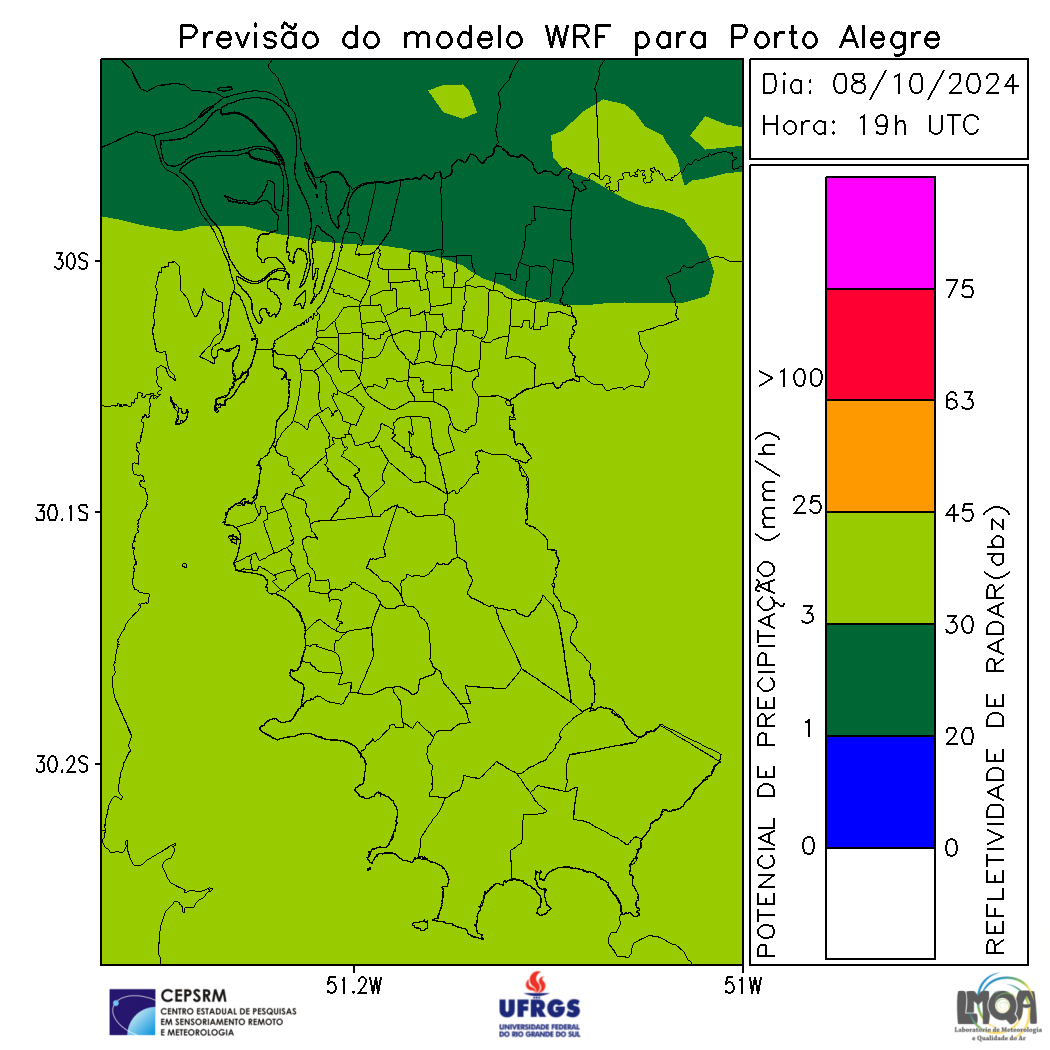 Previsão do modelo WRF para Porto Alegre
Dia: 08/10/2024
Hora: 19h UTC
30S
30.1S
30.2S
51.2W
51W
POTENCIAL DE PRECIPITAÇÃO (mm/h)
>100
25
3
1
0
75
63
45
30
20
0
REFLETIVIDADE DE RADAR(dbz)
CEPSRM
CENTRO ESTADUAL DE PESQUISAS
EM SENSORIAMENTO REMOTO
E METEOROLOGIA
UFRGS
UNIVERSIDADE FEDERAL
DO RIO GRANDE DO SUL
LMQA
Laboratório de Meteorologia
e Qualidade do Ar